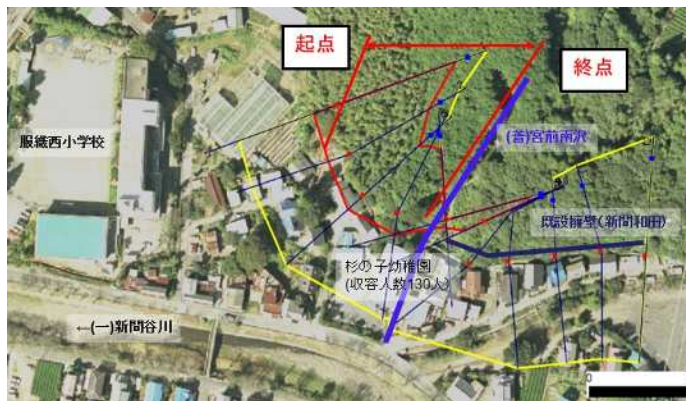 起点
終点
服織西小学校
(普)宮前南沢
既設擁壁(新間和田)
杉の子幼稚園
(収容人数130人)
←(一)新間谷川
0